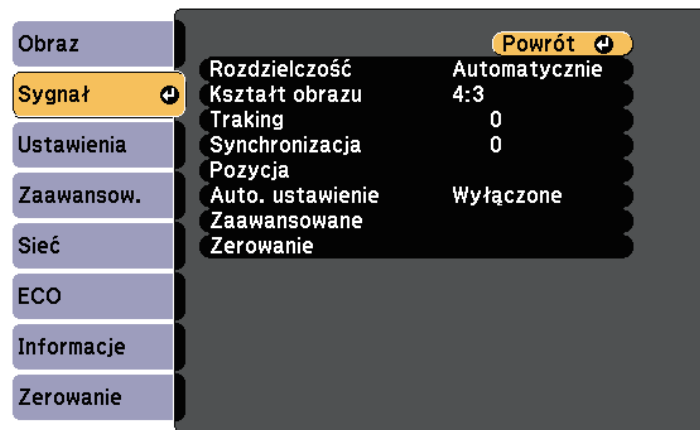 Obraz
Sygnał
Ustawienia
Zaawansow.
Sieć
ECO
Informacje
Zerowanie
Powrót
Rozdzielczość Automatycznie
Kształt obrazu 4:3
Traking 0
Synchronizacja 0
Pozycja
Auto. ustawienie Wyłączone
Zaawansowane
Zerowanie